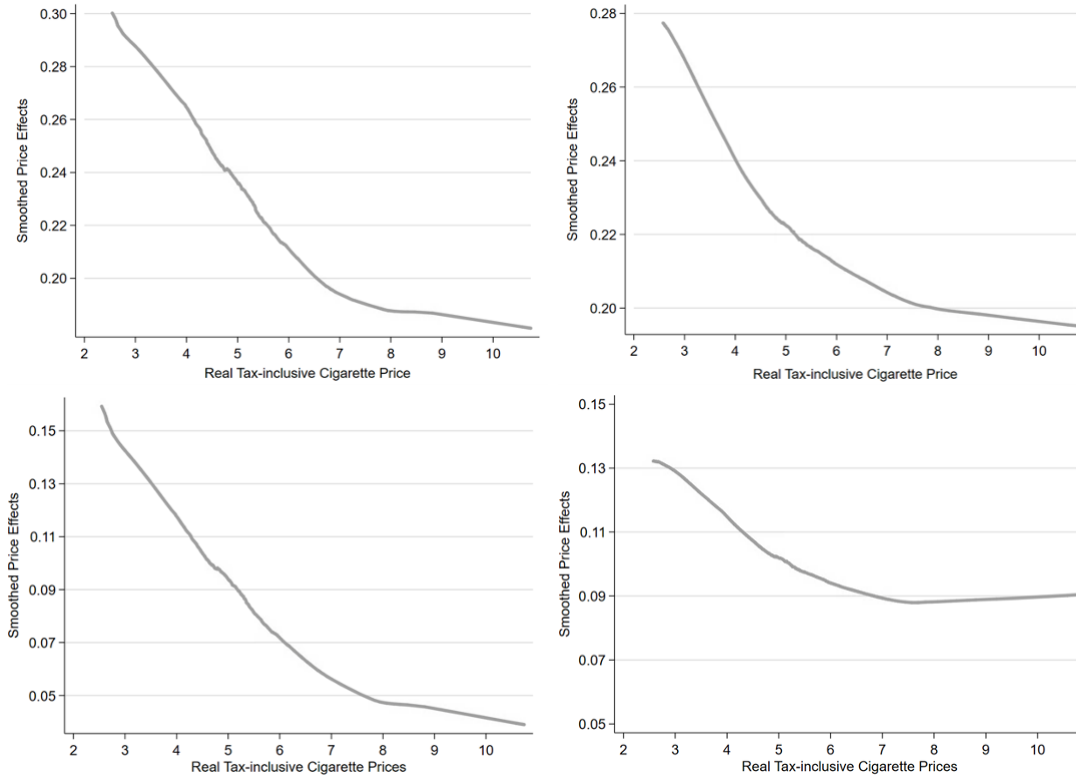 Smoothed Price Effects
0.30
0.28
0.26
0.24
0.22
0.20
2 3 4 5 6 7 8 9 10
Real Tax-inclusive Cigarette Price
Smoothed Price Effects
0.28
0.26
0.24
0.22
0.20
2 3 4 5 6 7 8 9 10
Real Tax-inclusive Cigarette Price
Smoothed Price Effects
0.15
0.13
0.11
0.09
0.07
0.05
2 3 4 5 6 7 8 9 10
Real Tax-inclusive Cigarette Prices
Smoothed Price Effects
0.15
0.13
0.11
0.09
0.07
0.05
2 3 4 5 6 7 8 9 10
Real Tax-inclusive Cigarette Prices